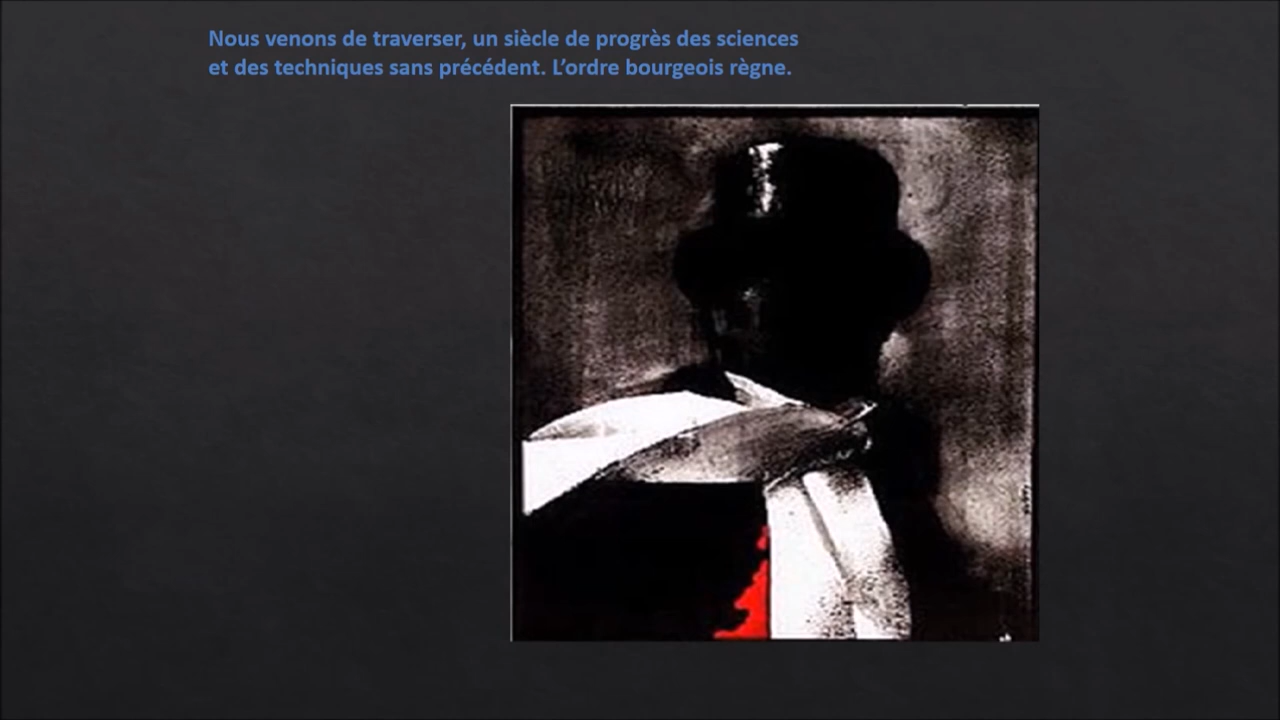 Nous venons de traverser, un siècle de progrès des sciences
et des techniques sans précédent. L’ordre bourgeois règne.